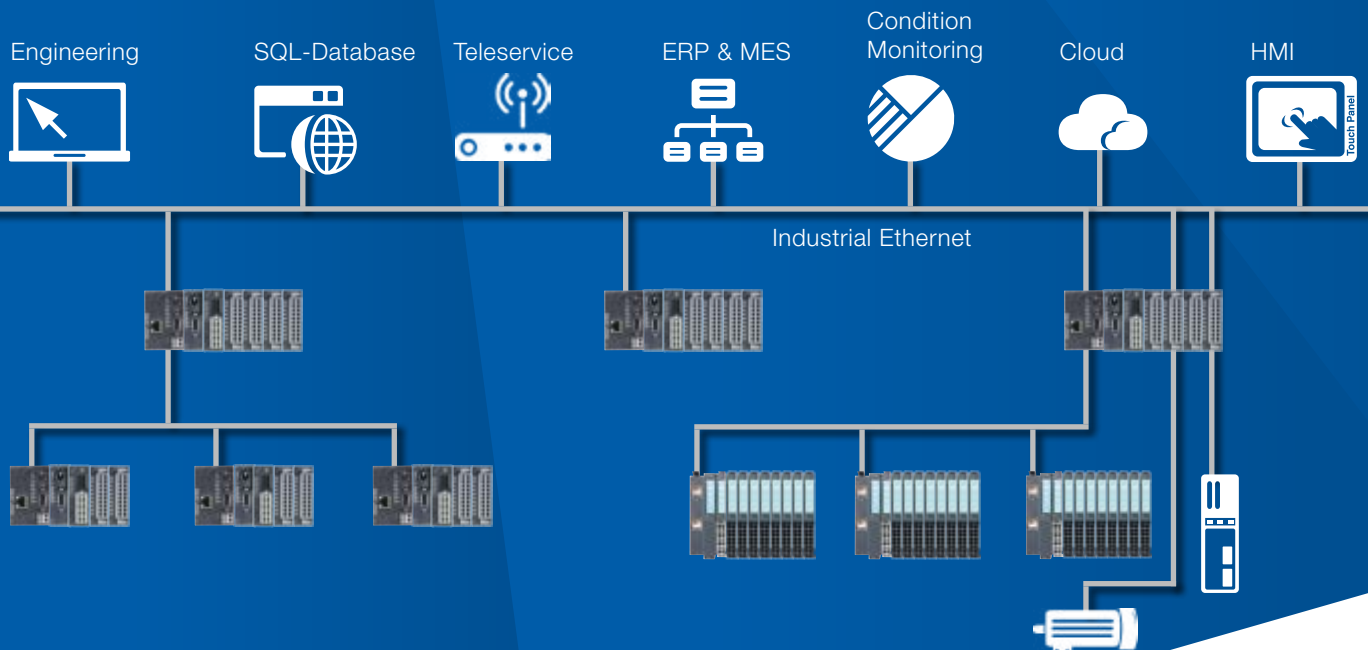 Engineering
SQL-Database
Teleservice
ERP & MES
Condition
Monitoring
Cloud
HMI
Touch Panel
Industrial Ethernet